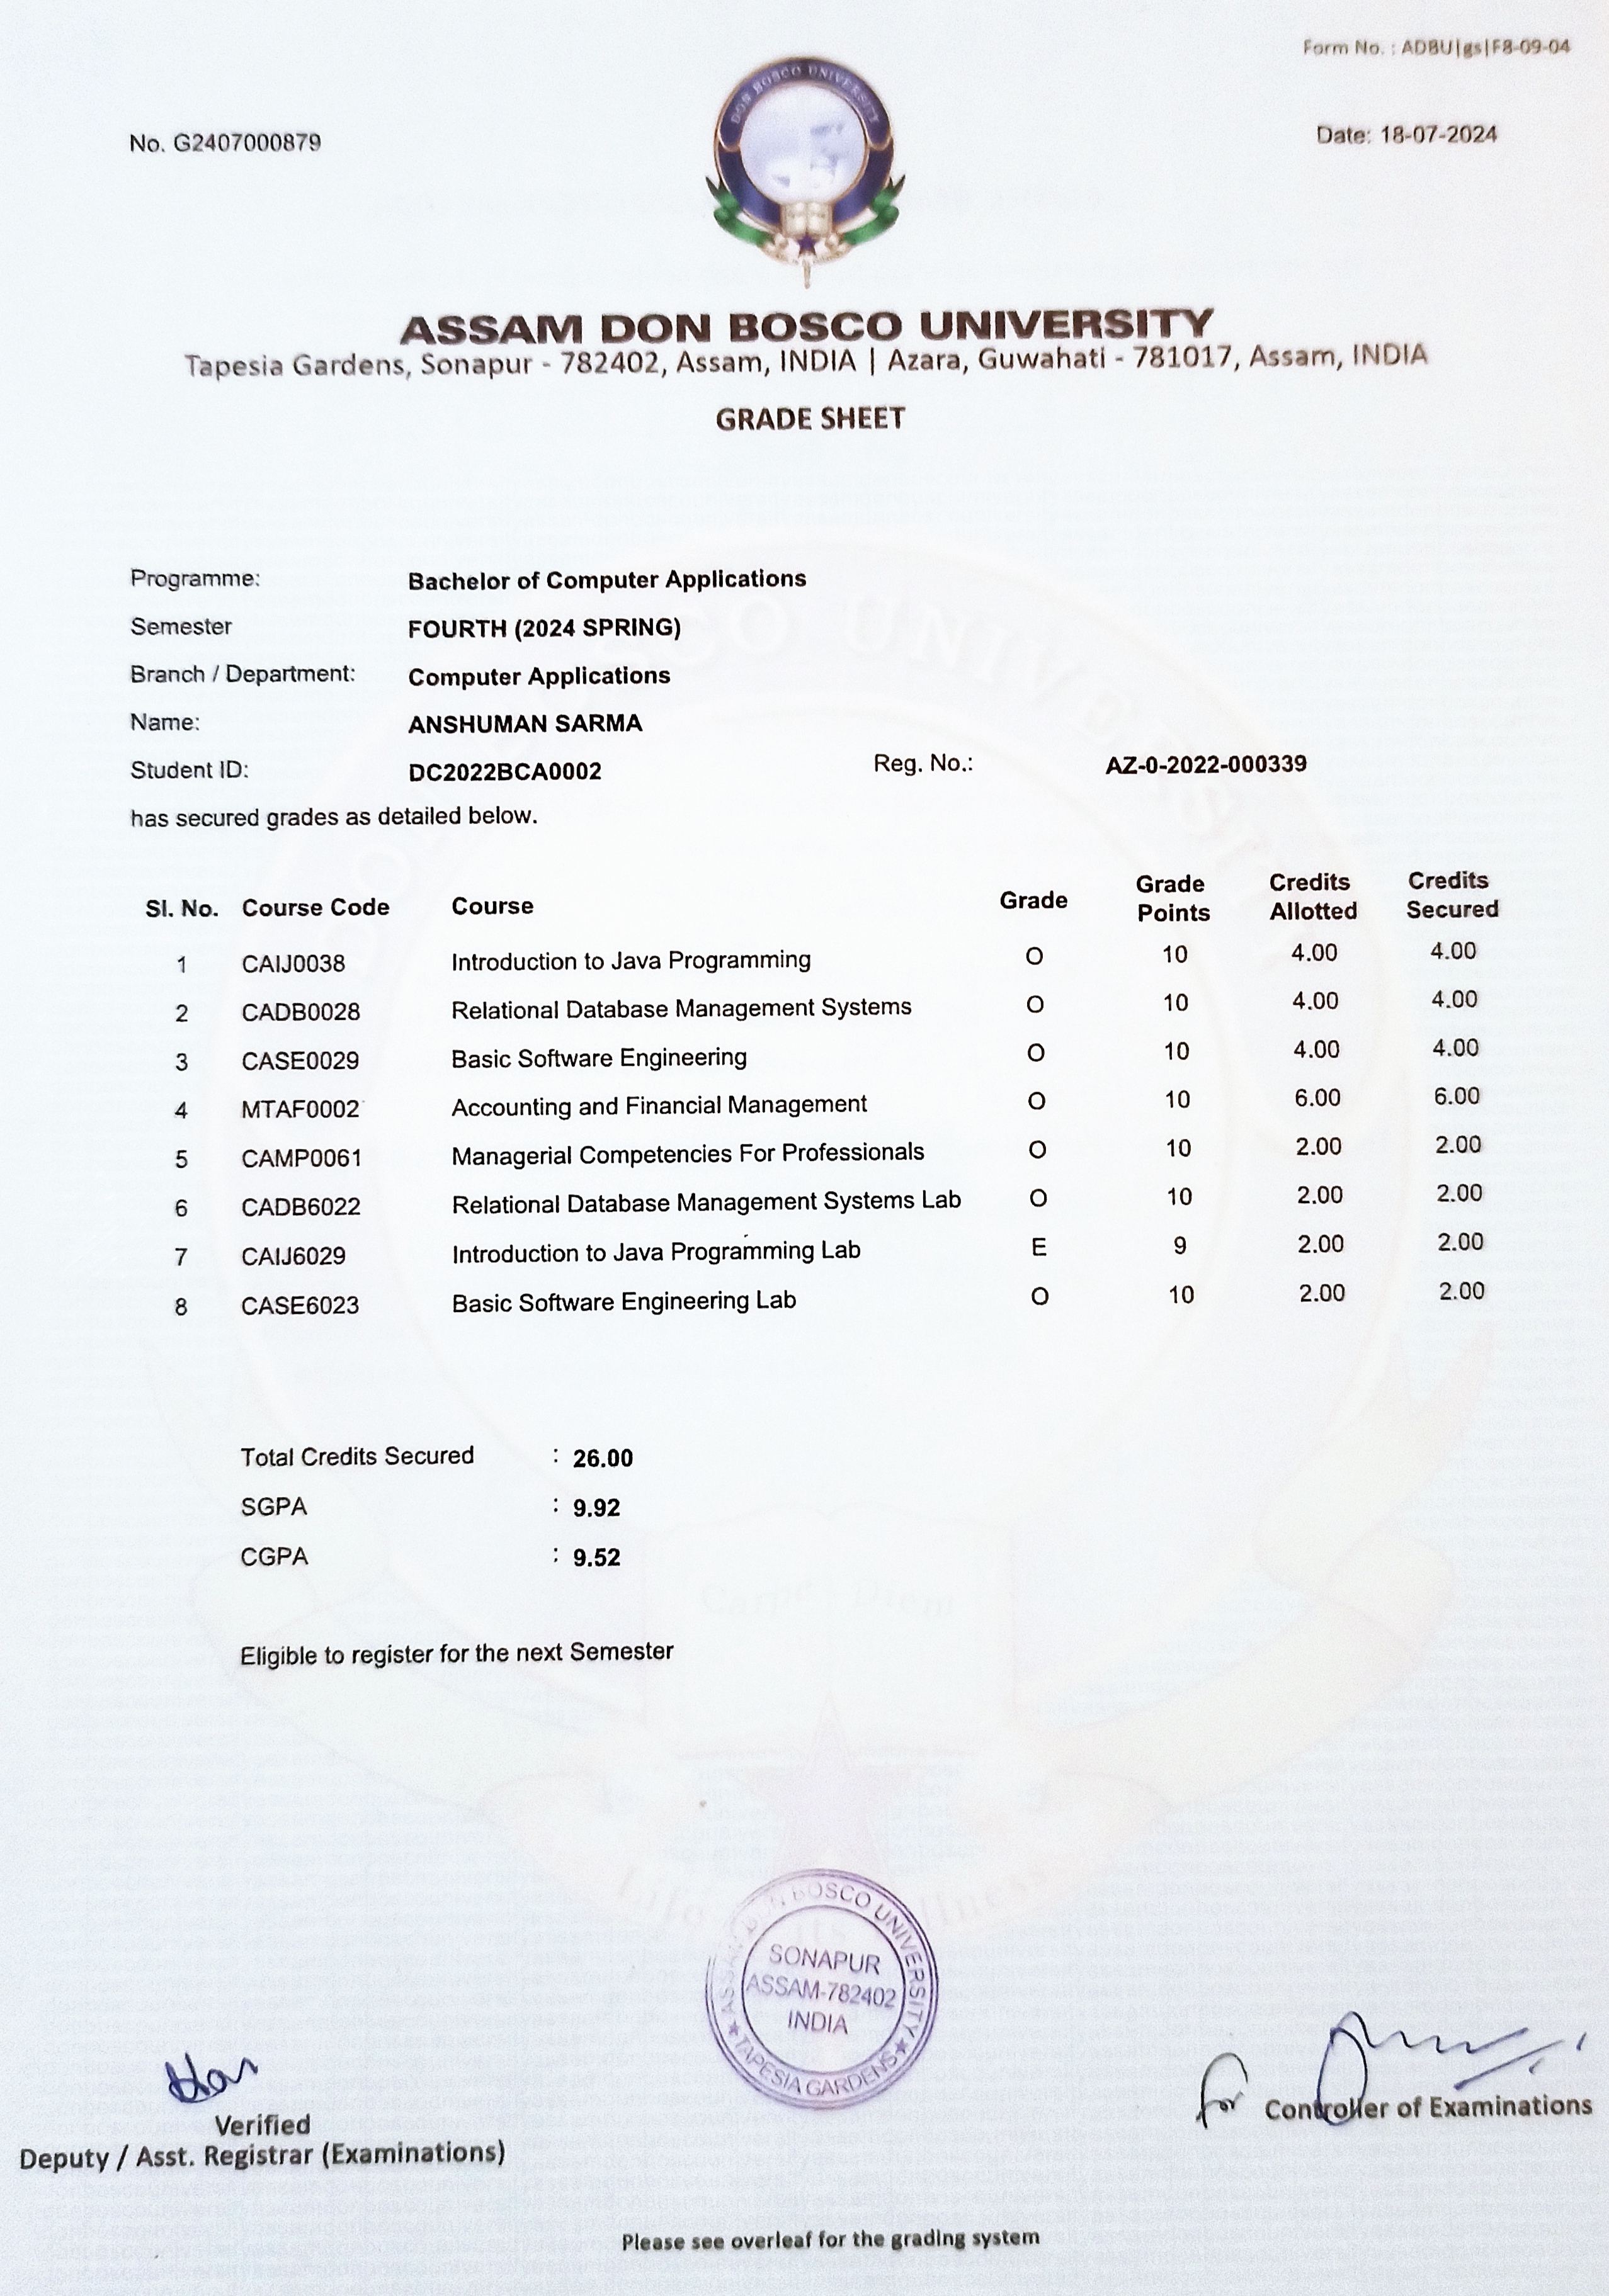 Form No. : ADBU|gs|F8-09-04
No. G2407000879
Date: 18-07-2024
DON BOSCO UNIVERSITY
ASSAM DON BOSCO UNIVERSITY
Tapesia Gardens, Sonapur - 782402, Assam, INDIA | Azara, Guwahati - 781017, Assam, INDIA
GRADE SHEET
Programme: Bachelor of Computer Applications
Semester FOURTH (2024 SPRING)
Branch / Department: Computer Applications
Name: ANSHUMAN SARMA
Student ID: DC2022BCA0002 Reg. No.: AZ-0-2022-000339
has secured grades as detailed below.
Sl. No. Course Code Course Grade Grade Points Credits Allotted Credits Secured
1 CAIJ0038 Introduction to Java Programming O 10 4.00 4.00
2 CADB0028 Relational Database Management Systems O 10 4.00 4.00
3 CASE0029 Basic Software Engineering O 10 4.00 4.00
4 MTAF0002 Accounting and Financial Management O 10 6.00 6.00
5 CAMP0061 Managerial Competencies For Professionals O 10 2.00 2.00
6 CADB6022 Relational Database Management Systems Lab O 10 2.00 2.00
7 CAIJ6029 Introduction to Java Programming Lab E 9 2.00 2.00
8 CASE6023 Basic Software Engineering Lab O 10 2.00 2.00
Total Credits Secured : 26.00
SGPA : 9.92
CGPA : 9.52
Carpe Diem
Eligible to register for the next Semester
ASSAM DON BOSCO UNIVERSITY
SONAPUR
ASSAM-782402
INDIA
★ TAPESIA GARDENS ★
for Controller of Examinations
Verified
Deputy / Asst. Registrar (Examinations)
Please see overleaf for the grading system